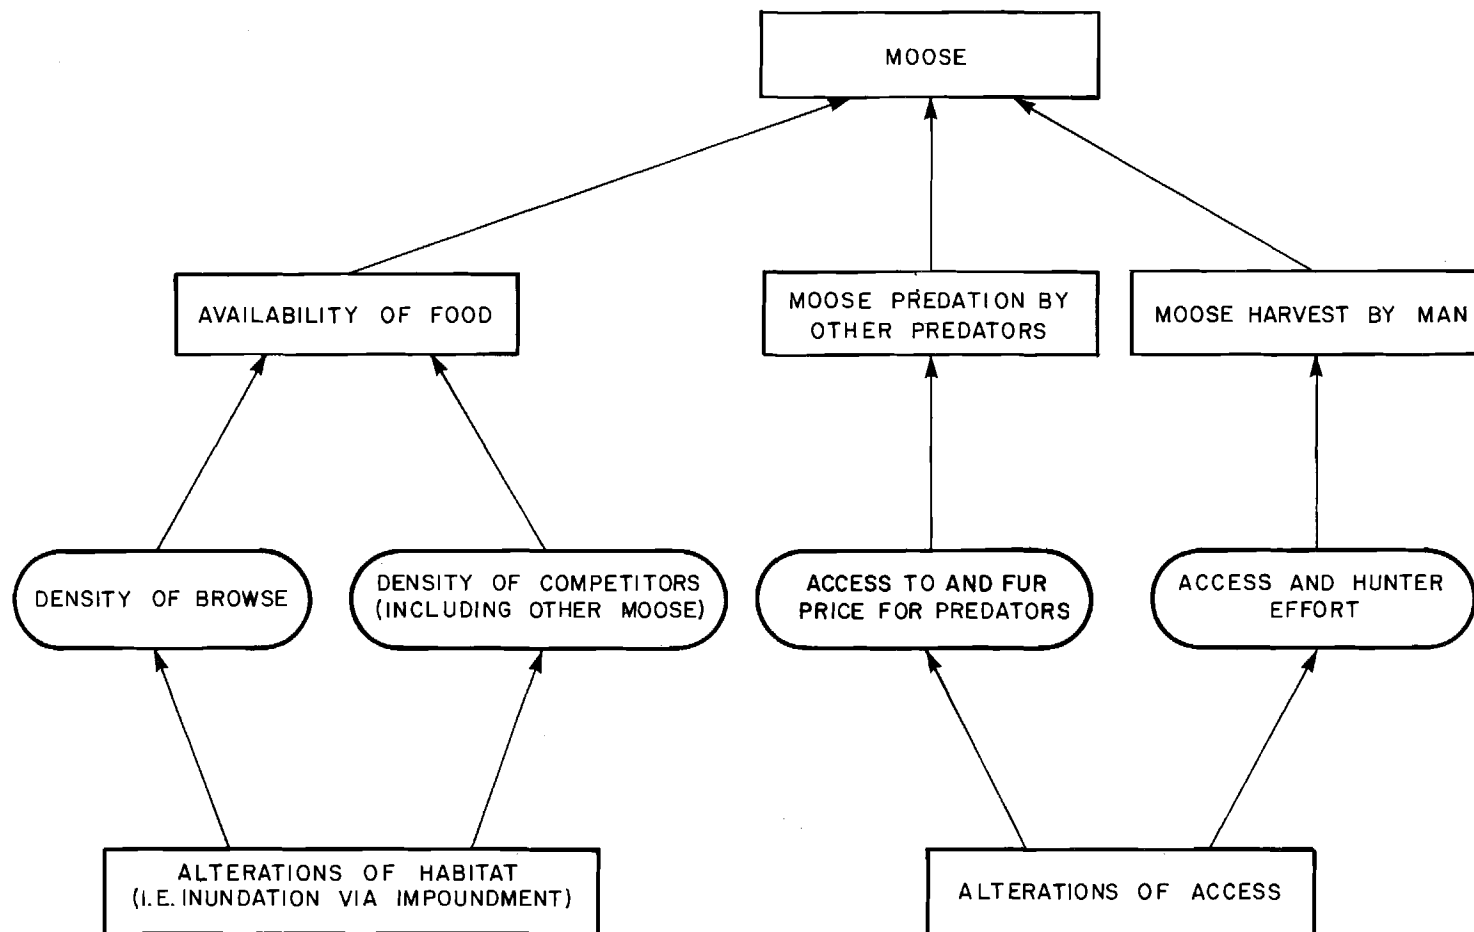 MOOSE
AVAILABILITY OF FOOD
MOOSE PREDATION BY
OTHER PREDATORS
MOOSE HARVEST BY MAN
DENSITY OF BROWSE
DENSITY OF COMPETITORS
(INCLUDING OTHER MOOSE)
ACCESS TO AND FUR
PRICE FOR PREDATORS
ACCESS AND HUNTER
EFFORT
ALTERATIONS OF HABITAT
(I.E. INUNDATION VIA IMPOUNDMENT)
ALTERATIONS OF ACCESS